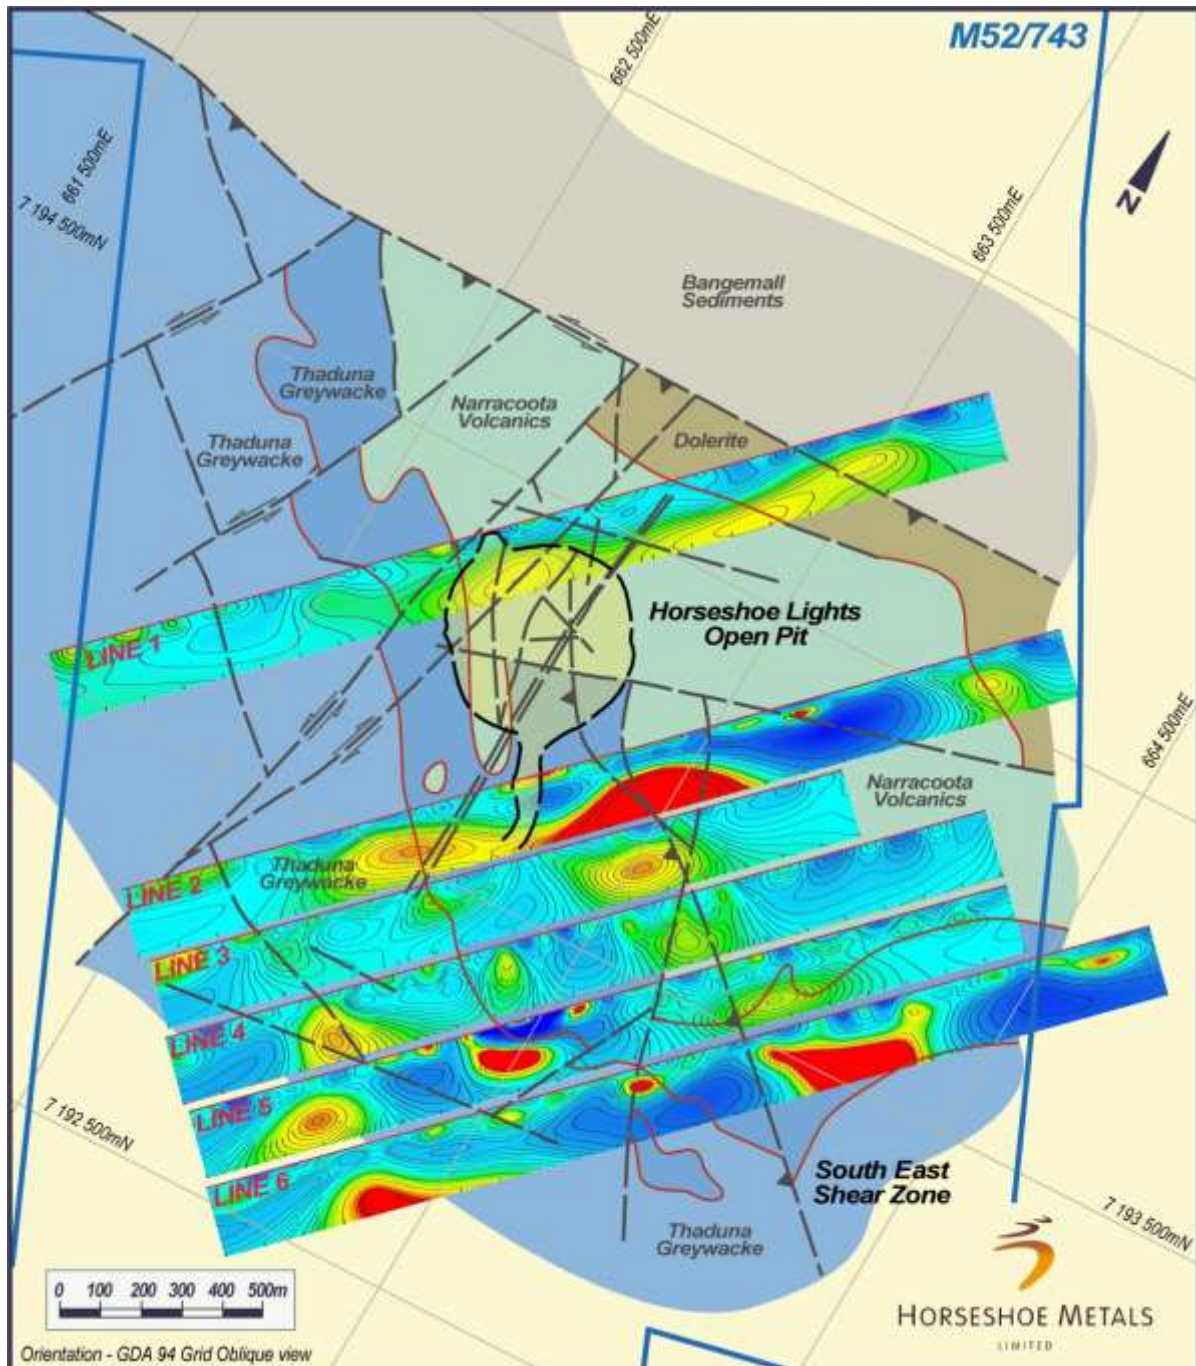 M52/743
662 500mE
661 500mE
7 194 500mN
N
663 500mE
Bangemall
Sediments
Thaduna
Greywacke
Narracoota
Volcanics
Thaduna
Greywacke
Dolerite
Horseshoe Lights
Open Pit
LINE 1
664 500mE
Narracoota
Volcanics
Thaduna
Greywacke
LINE 2
LINE 3
LINE 4
LINE 5
LINE 6
7 192 500mN
South East
Shear Zone
7 193 500mN
Thaduna
Greywacke
0 100 200 300 400 500m
HORSESHOE METALS
LIMITED
Orientation - GDA 94 Grid Oblique view